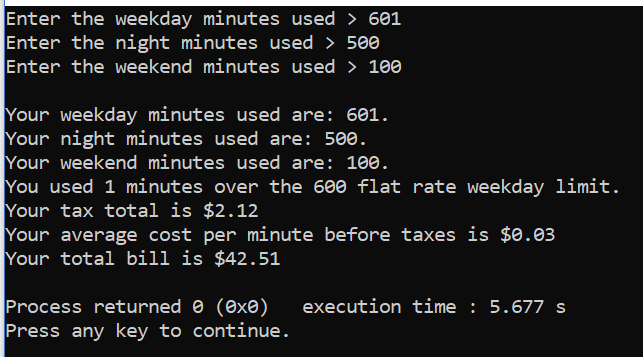 Enter the weekday minutes used > 601
Enter the night minutes used > 500
Enter the weekend minutes used > 100
Your weekday minutes used are: 601.
Your night minutes used are: 500.
Your weekend minutes used are: 100.
You used 1 minutes over the 600 flat rate weekday limit.
Your tax total is $2.12
Your average cost per minute before taxes is $0.03
Your total bill is $42.51
Process returned 0 (0x0)   execution time : 5.677 s
Press any key to continue.